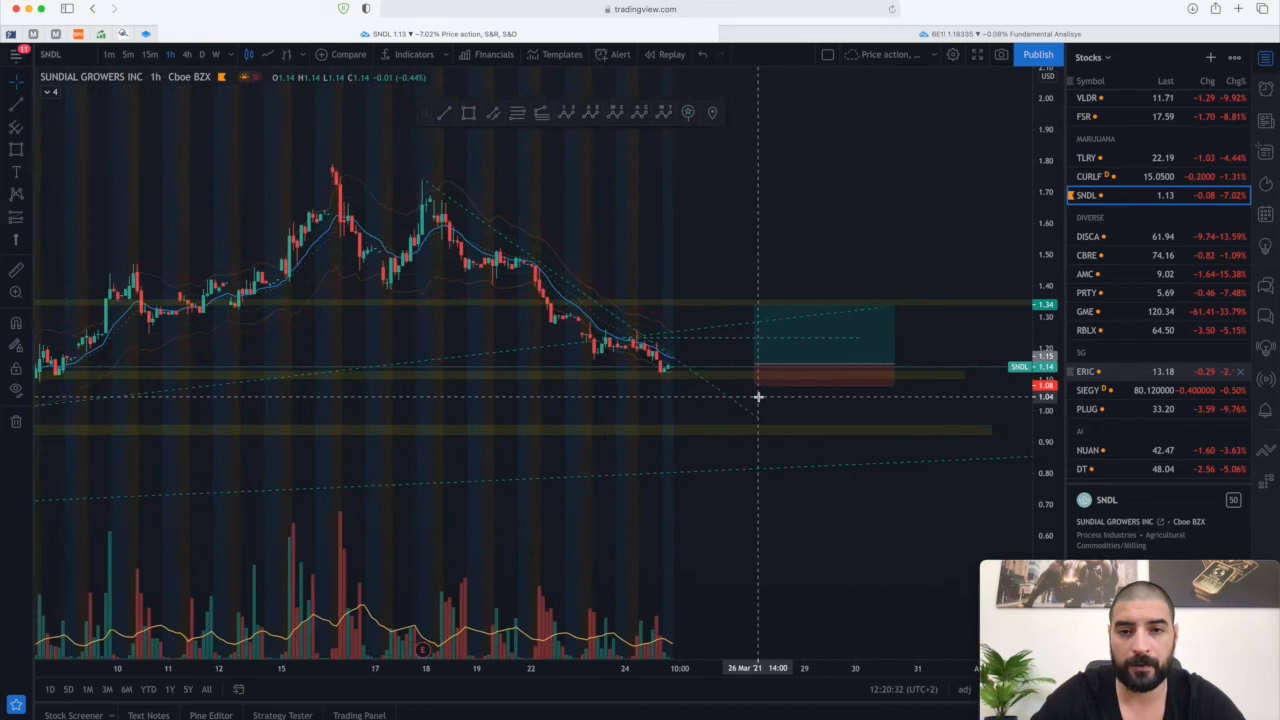 tradingview.com
SNDL 1.13 ▼−7.02% Price action, S&R, S&D
6E1! 1.18335 ▼−0.08% Fundamental Analisys
11
SNDL
1m 5m 15m 1h 4h D W
Compare
Indicators
Financials
Templates
Alert
Replay
Price action, ...
Publish
SUNDIAL GROWERS INC 1h Cboe BZX
O1.14 H1.14 L1.14 C1.14 −0.01 (−0.44%)
4
USD
2.00
1.90
1.80
1.70
1.60
1.50
1.40
1.34
1.30
1.20
1.15
SNDL 1.14
1.08
1.04
1.00
0.90
0.80
0.70
0.60
E
10 11 12 15 16 17 18 19 22 24 10:00 26 Mar '21 14:00 29 30 31
1D 5D 1M 3M 6M YTD 1Y 5Y All
12:20:32 (UTC+2)
adj
Stock Screener
Text Notes
Pine Editor
Strategy Tester
Trading Panel
Stocks
Symbol Last Chg Chg%
VLDR 11.71 −1.29 −9.92%
FSR 17.59 −1.70 −8.81%
MARIJUANA
TLRY 22.19 −1.03 −4.44%
CURLF D 15.0500 −0.2000 −1.31%
SNDL 1.13 −0.08 −7.02%
DIVERSE
DISCA 61.94 −9.74 −13.59%
CBRE 74.16 −0.82 −1.09%
AMC 9.02 −1.64 −15.38%
PRTY 5.69 −0.46 −7.48%
GME 120.34 −61.41 −33.79%
RBLX 64.50 −3.50 −5.15%
5G
ERIC 13.18 −0.29 −2.
SIEGY D 80.120000 −0.400000 −0.50%
PLUG 33.20 −3.59 −9.76%
AI
NUAN 42.47 −1.60 −3.63%
DT 48.04 −2.56 −5.06%
SNDL
50
SUNDIAL GROWERS INC Cboe BZX
Process Industries • Agricultural
Commodities/Milling